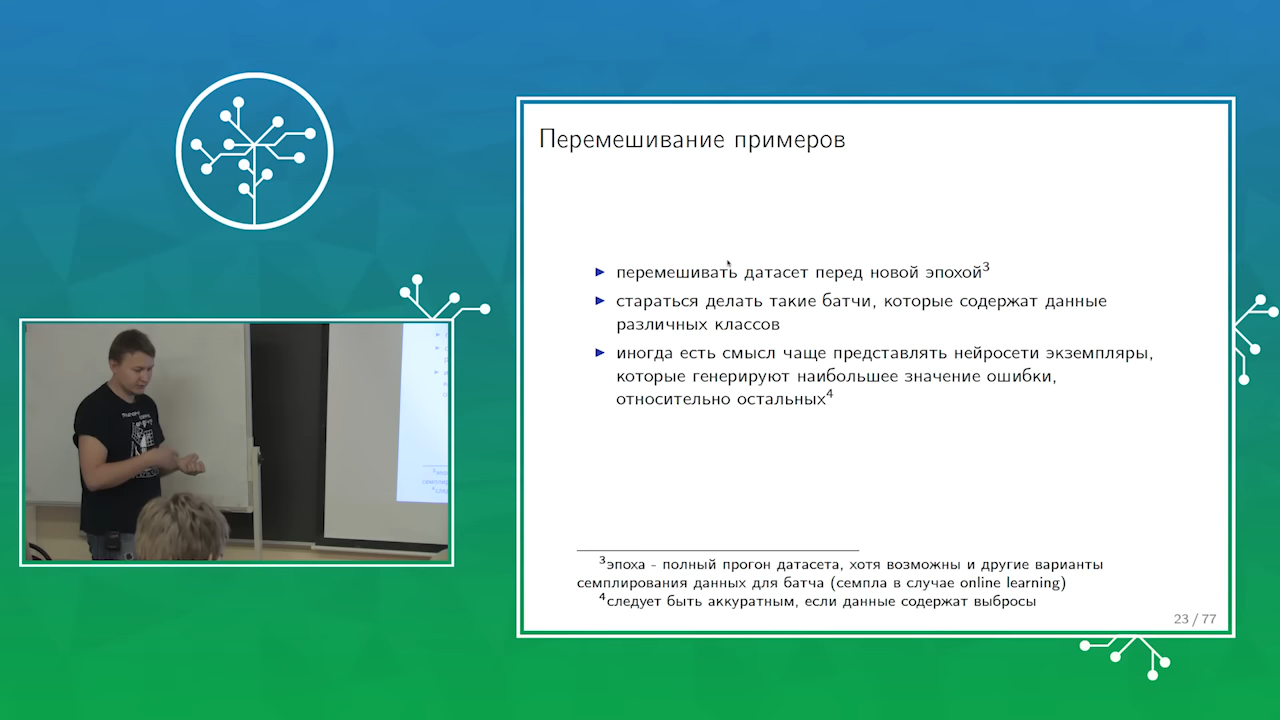 Перемешивание примеров
▶ перемешивать датасет перед новой эпохой³
▶ стараться делать такие батчи, которые содержат данные
различных классов
▶ иногда есть смысл чаще представлять нейросети экземпляры,
которые генерируют наибольшее значение ошибки,
относительно остальных⁴
³эпоха - полный прогон датасета, хотя возможны и другие варианты
семплирования данных для батча (семпла в случае online learning)
⁴следует быть аккуратным, если данные содержат выбросы
23 / 77